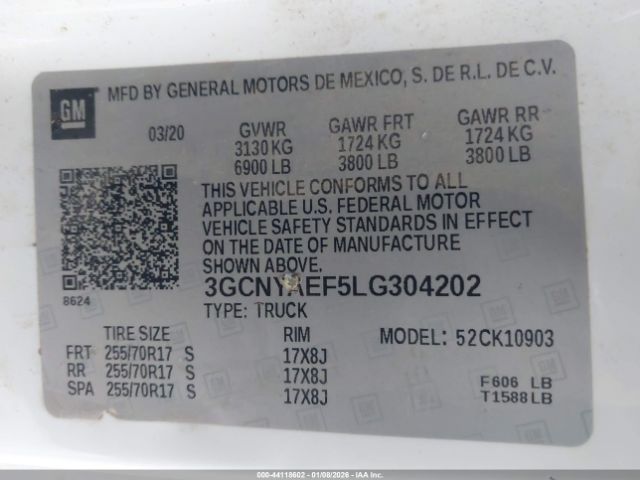 GM
MFD BY GENERAL MOTORS DE MEXICO, S. DE R.L. DE C.V.
03/20 GVWR GAWR FRT GAWR RR
3130 KG 1724 KG 1724 KG
6900 LB 3800 LB 3800 LB
THIS VEHICLE CONFORMS TO ALL
APPLICABLE U.S. FEDERAL MOTOR
VEHICLE SAFETY STANDARDS IN EFFECT
ON THE DATE OF MANUFACTURE
SHOWN ABOVE.
8624
3GCNYAEF5LG304202
TYPE: TRUCK
TIRE SIZE RIM MODEL: 52CK10903
FRT 255/70R17 S 17X8J
RR 255/70R17 S 17X8J
SPA 255/70R17 S 17X8J
F606 LB
T1588LB
000-44118602 - 01/08/2026 - IAAI.COM